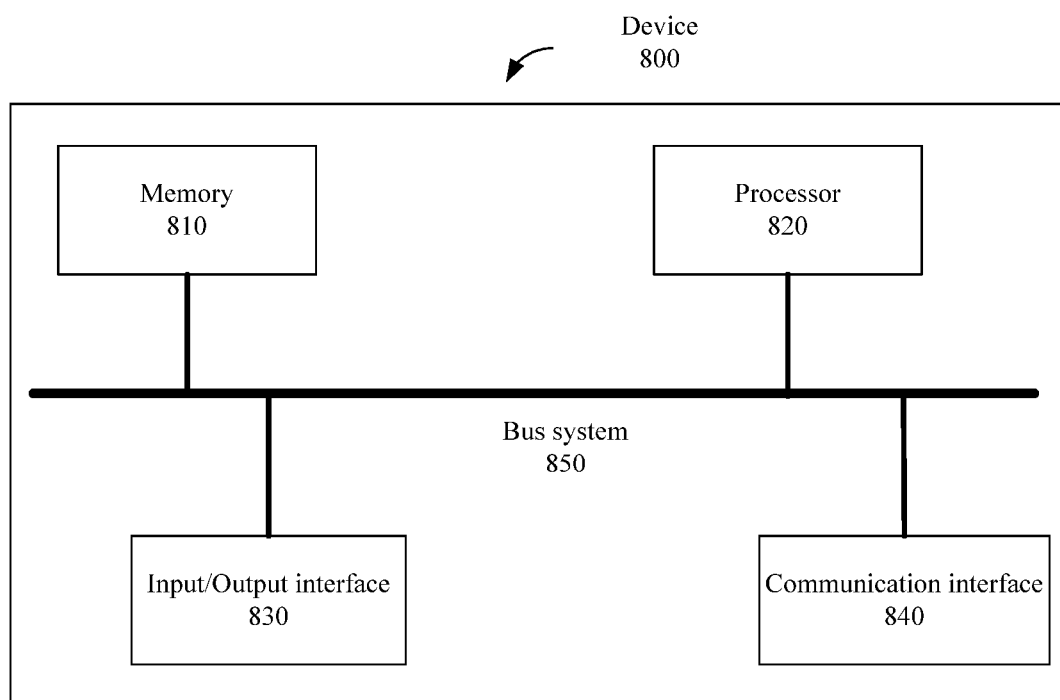 Device
800
Memory
810
Processor
820
Bus system
850
Input/Output interface
830
Communication interface
840